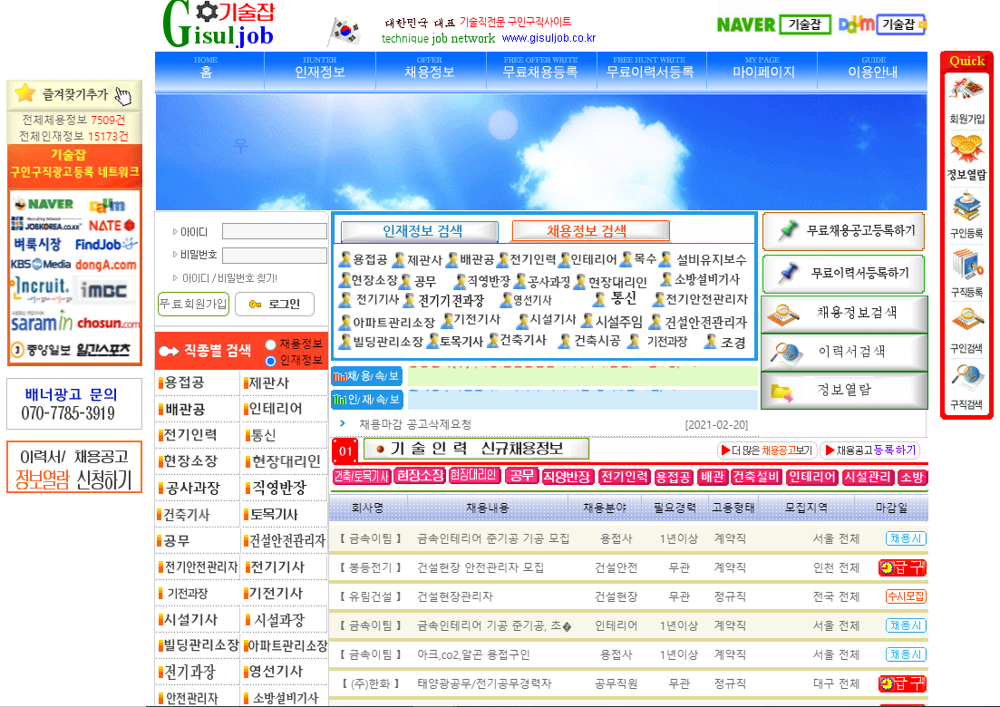 기술잡
Gisuljob
대한민국 대표 기술직전문 구인구직사이트
technique job network www.gisuljob.co.kr
NAVER 기술잡
Daum 기술잡
HOME HUNTER OFFER FREE OFFER WRITE FREE HUNT WRITE MY PAGE GUIDE
홈 인재정보 채용정보 무료채용등록 무료이력서등록 마이페이지 이용안내
즐겨찾기추가
전체채용정보 7509건
전체인재정보 15173건
기술잡
구인구직광고등록 네트워크
NAVER Daum
JOBKOREA.co.kr NATE
벼룩시장 FindJob
KBS Media dongA.com
incruit. iMBC
saramin chosun.com
중앙일보 일간스포츠
배너광고 문의
070-7785-3919
이력서/ 채용공고
정보열람 신청하기
아이디
비밀번호
아이디 / 비밀번호 찾기!
무료회원가입 로그인
직종별 검색
채용정보
인재정보
용접공 제관사
배관공 인테리어
전기인력 통신
현장소장 현장대리인
공사과장 직영반장
건축기사 토목기사
공무 건설안전관리자
전기안전관리자 전기기사
기전과장 기전기사
시설기사 시설과장
빌딩관리소장 아파트관리소장
전기과장 영선기사
안전관리자 소방설비기사
인재정보 검색 채용정보 검색
용접공 제관사 배관공 전기인력 인테리어 목수 설비유지보수
현장소장 공무 직영반장 공사과장 현장대리인 소방설비기사
전기기사 전기기전과장 영선기사 통신 전기안전관리자
아파트관리소장 기전기사 시설기사 시설주임 건설안전관리자
빌딩관리소장 토목기사 건축기사 건축시공 기전과장 조경
채/용/속/보
인/재/속/보
채용마감 공고삭제요청 [2021-02-20]
무료채용공고등록하기
무료이력서등록하기
채용정보검색
이력서검색
정보열람
01 기 술 인 력 신규채용정보 더 많은 채용공고보기 채용공고등록하기
건축/토목기사 현장소장 현장대리인 공무 직영반장 전기인력 용접공 배관 건축설비 인테리어 시설관리 소방
회사명 채용내용 채용분야 필요경력 고용형태 모집지역 마감일
【 금속이팀 】 금속인테리어 준기공 기공 모집 용접사 1년이상 계약직 서울 전체 채용시
【 봉등전기 】 건설현장 안전관리자 모집 건설안전 무관 계약직 인천 전체 급구
【 유림건설 】 건설현장관리자 건설현장 무관 정규직 전국 전체 수시모집
【 금속이팀 】 금속인테리어 기공 준기공, 초� 인테리어 1년이상 계약직 서울 전체 채용시
【 금속이팀 】 아크,co2,알곤 용접구인 용접사 1년이상 계약직 서울 전체 채용시
【 (주)한화 】 태양광공무/전기공무경력자 공무직원 무관 정규직 대구 전체 급구
Quick
회원가입
정보열람
구인등록
구직등록
구인검색
구직검색